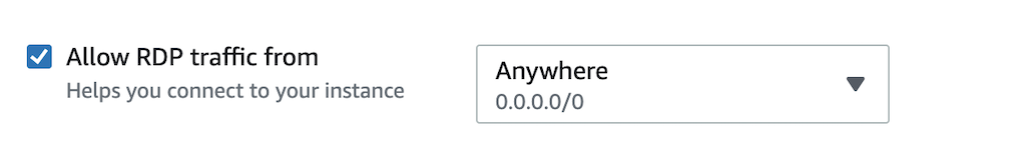 Allow RDP traffic from
Helps you connect to your instance
Anywhere
0.0.0.0/0